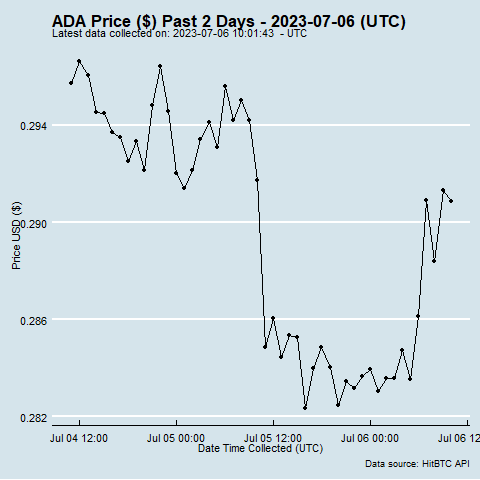 ADA Price ($) Past 2 Days - 2023-07-06 (UTC)
Latest data collected on: 2023-07-06 10:01:43 - UTC
0.294
0.290
0.286
0.282
Price USD ($)
Jul 04 12:00 Jul 05 00:00 Jul 05 12:00 Jul 06 00:00 Jul 06 12
Date Time Collected (UTC)
Data source: HitBTC API